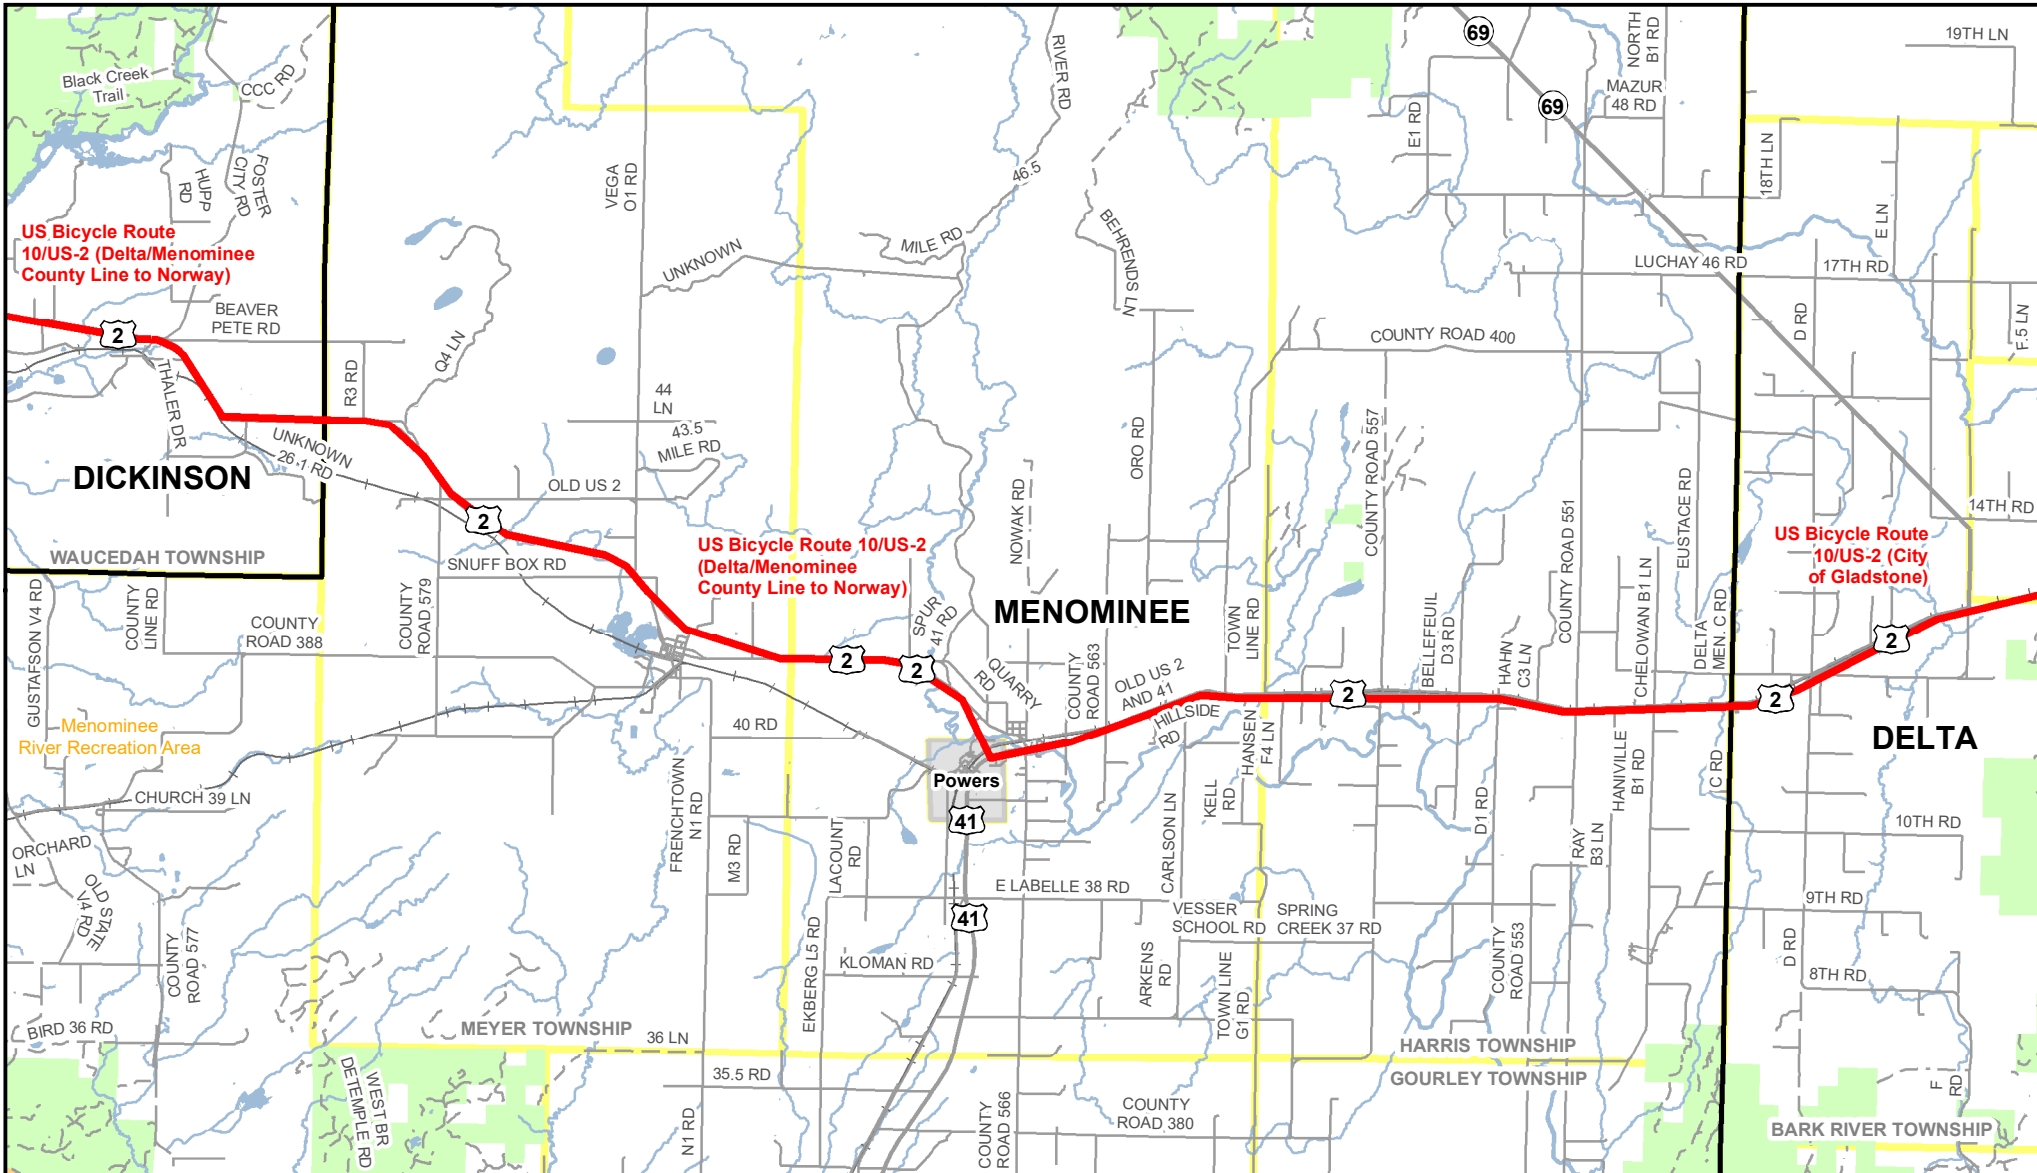 69
NORTH
B1 RD
19TH LN
RIVER RD
Black Creek
Trail
CCC RD
MAZUR
48 RD
69
E1 RD
FOSTER
CITY RD
HUPP
RD
VEGA
O1 RD
46.5
MILE RD
18TH LN
E LN
BEHRENDS LN
US Bicycle Route
10/US-2 (Delta/Menominee
County Line to Norway)
UNKNOWN
LUCHAY 46 RD
17TH RD
BEAVER
PETE RD
2
Q4 LN
COUNTY ROAD 400
D RD
F.5 LN
THALER DR
R3 RD
44
LN
43.5
MILE RD
ORO RD
COUNTY ROAD 557
UNKNOWN
26.1 RD
DICKINSON
OLD US 2
2
NOWAK RD
COUNTY ROAD 551
EUSTACE RD
14TH RD
US Bicycle Route
10/US-2 (City
of Gladstone)
WAUCEDAH TOWNSHIP
SNUFF BOX RD
US Bicycle Route 10/US-2
(Delta/Menominee
County Line to Norway)
GUSTAFSON V4 RD
COUNTY
LINE RD
COUNTY
ROAD 388
COUNTY
ROAD 579
SPUR
41 RD
MENOMINEE
TOWN
LINE RD
BELLEFEUIL
D3 RD
HAHN
C3 LN
CHELOWAN B1 LN
DELTA
MEN. C RD
2
2
2
QUARRY
RD
COUNTY
ROAD 563
OLD US 2
AND 41
HILLSIDE
RD
2
2
Menominee
River Recreation Area
40 RD
HANSEN
F4 LN
DELTA
CHURCH 39 LN
FRENCHTOWN
N1 RD
Powers
41
KELL
RD
D1 RD
HANIVILLE
B1 RD
C RD
10TH RD
ORCHARD
LN
OLD STATE
V4 RD
M3 RD
LACOUNT
RD
CARLSON LN
RAY
B3 LN
E LABELLE 38 RD
41
VESSER
SCHOOL RD
SPRING
CREEK 37 RD
9TH RD
COUNTY
ROAD 577
EKBERG L5 RD
KLOMAN RD
ARKENS
RD
TOWN LINE
G1 RD
COUNTY
ROAD 553
D RD
8TH RD
BIRD 36 RD
MEYER TOWNSHIP
36 LN
HARRIS TOWNSHIP
GOURLEY TOWNSHIP
WEST BR
DETEMPLE RD
35.5 RD
N1 RD
COUNTY
ROAD 566
COUNTY
ROAD 380
F
RD
BARK RIVER TOWNSHIP